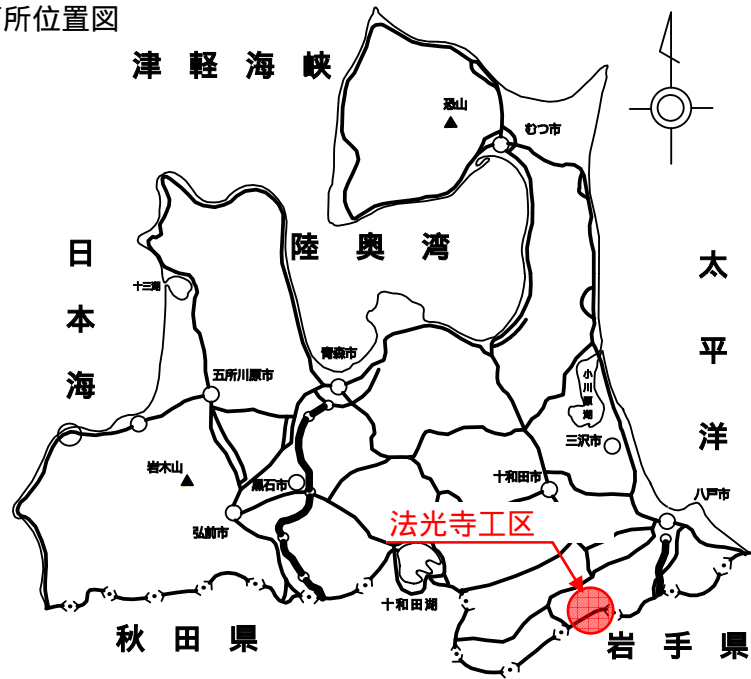 所位置図
津軽海峡
恐山
むつ市
陸奥湾
日本海
太平洋
十三湖
青森市
五所川原市
小川原湖
三沢市
岩木山
黒石市
十和田市
八戸市
弘前市
法光寺工区
十和田湖
秋田県
岩手県